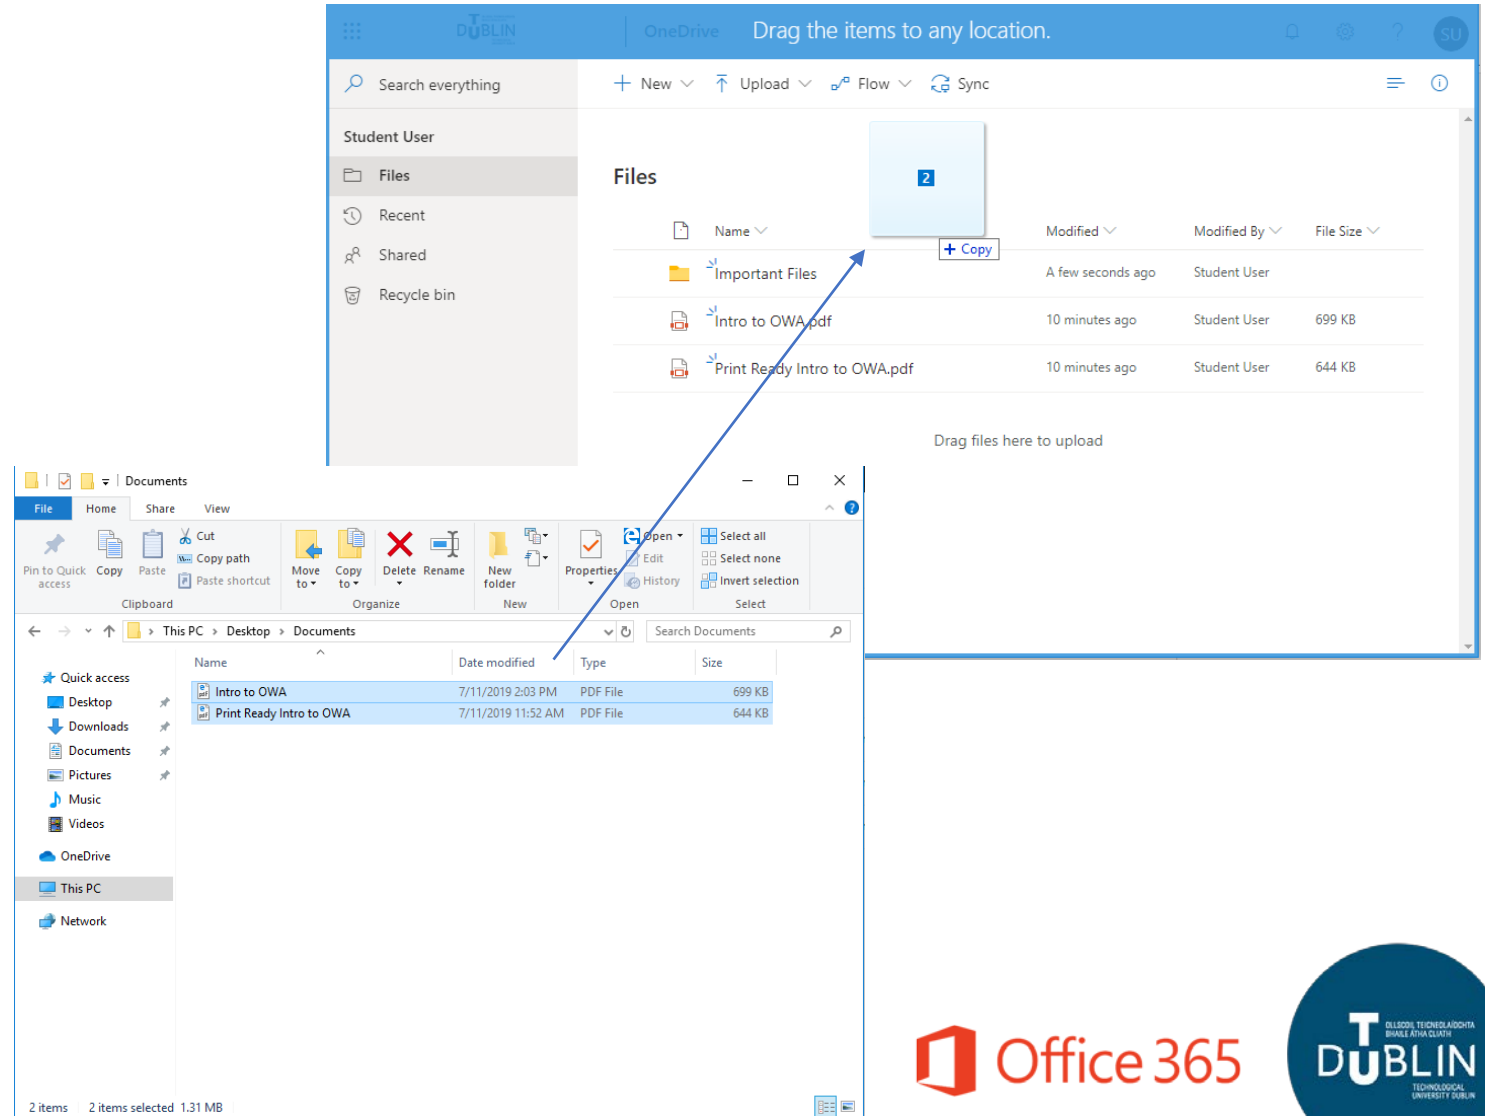 DUBLIN
OneDrive
Drag the items to any location.
SU
Search everything
New
Upload
Flow
Sync
Student User
Files
Recent
Shared
Recycle bin
Files
2
Copy
Name
Modified
Modified By
File Size
Important Files
A few seconds ago
Student User
Intro to OWA.pdf
10 minutes ago
Student User
699 KB
Print Ready Intro to OWA.pdf
10 minutes ago
Student User
644 KB
Drag files here to upload
Documents
File
Home
Share
View
Pin to Quick access
Copy
Paste
Cut
Copy path
Paste shortcut
Clipboard
Move to
Copy to
Delete
Rename
Organize
New folder
New
Properties
Open
Edit
History
Open
Select all
Select none
Invert selection
Select
This PC > Desktop > Documents
Search Documents
Name
Date modified
Type
Size
Intro to OWA
7/11/2019 2:03 PM
PDF File
699 KB
Print Ready Intro to OWA
7/11/2019 11:52 AM
PDF File
644 KB
Quick access
Desktop
Downloads
Documents
Pictures
Music
Videos
OneDrive
This PC
Network
2 items
2 items selected 1.31 MB
Office 365
OLLSCOIL TEICNEOLAÍOCHTA
BHAILE ÁTHA CLIATH
T
DUBLIN
TECHNOLOGICAL
UNIVERSITY DUBLIN